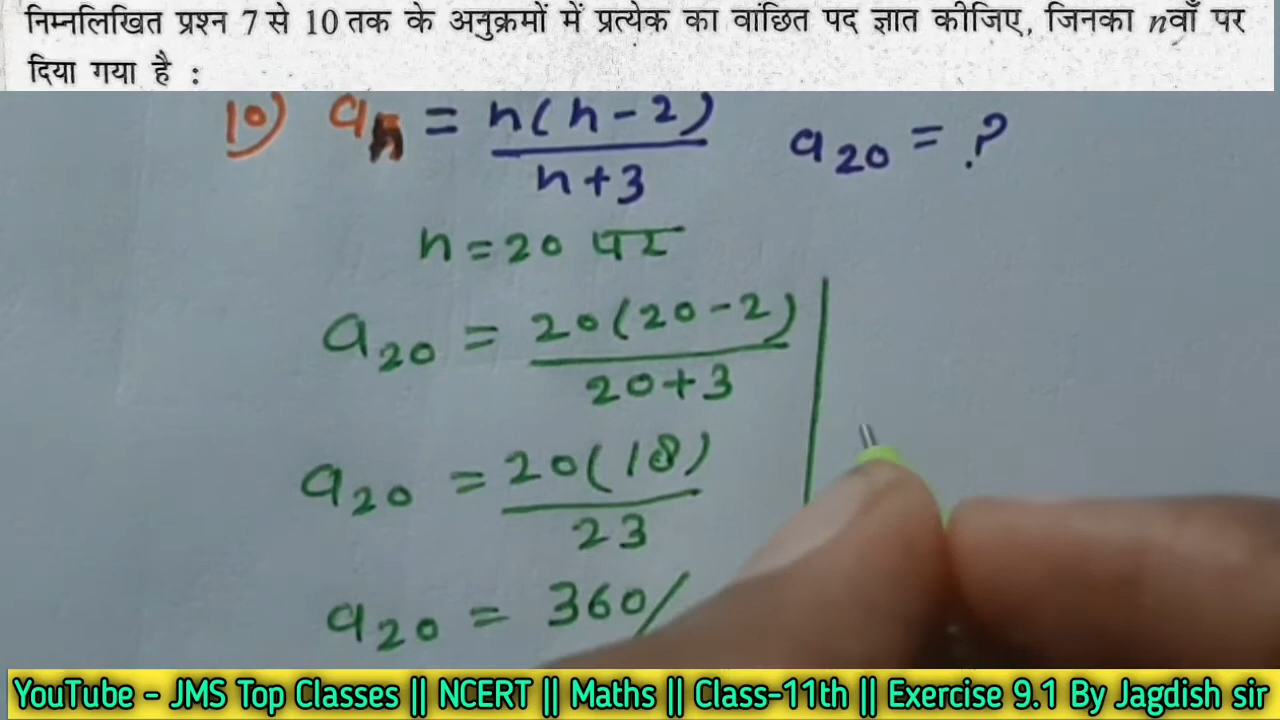 निम्नलिखित प्रश्न 7 से 10 तक के अनुक्रमों में प्रत्येक का वांछित पद ज्ञात कीजिए, जिनका nवाँ पर
दिया गया है :
10) aₙ = n(n-2)/n+3 a₂₀ = ?
n = 20 पर
a₂₀ = 20(20-2)/20+3
a₂₀ = 20(18)/23
a₂₀ = 360/
YouTube - JMS Top Classes || NCERT || Maths || Class-11th || Exercise 9.1 By Jagdish sir